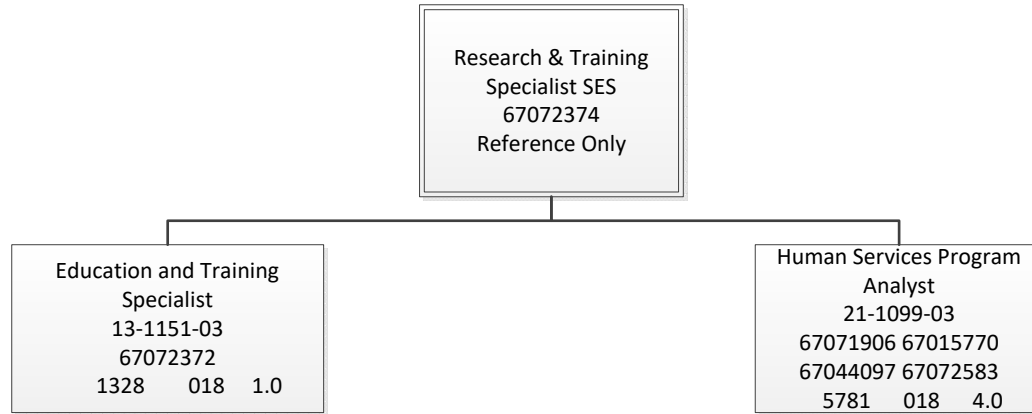 Research & Training
Specialist SES
67072374
Reference Only
Education and Training
Specialist
13-1151-03
67072372
1328 018 1.0
Human Services Program
Analyst
21-1099-03
67071906 67015770
67044097 67072583
5781 018 4.0